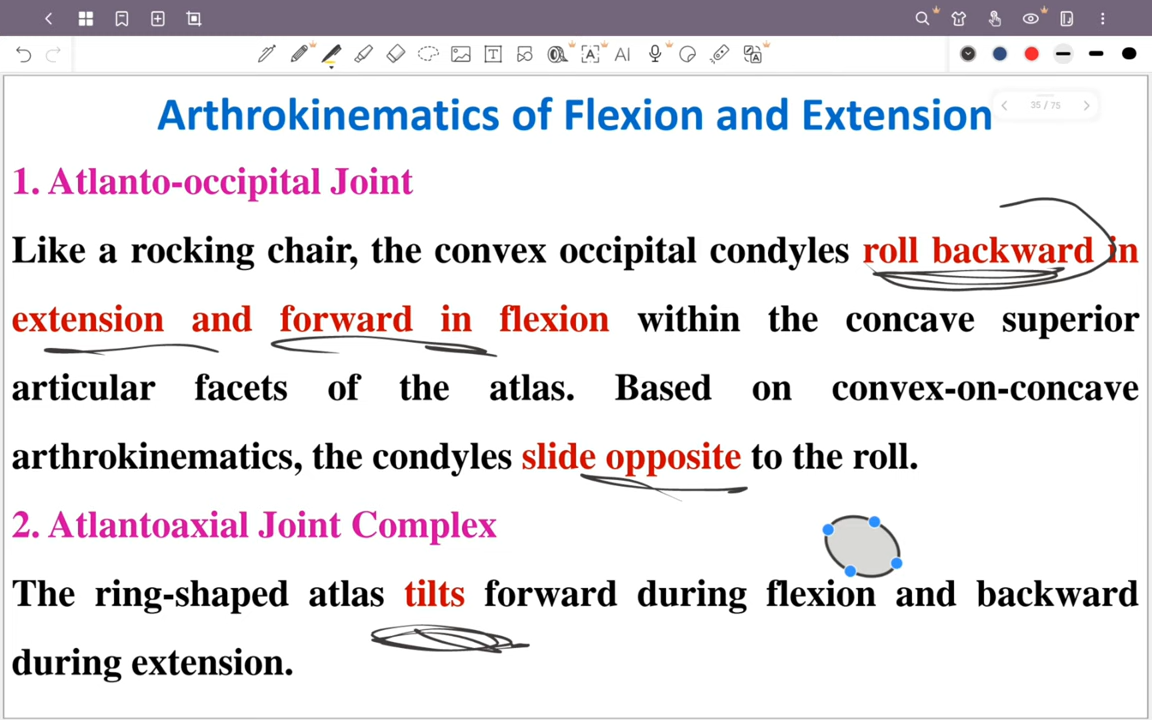 35 / 75
Arthrokinematics of Flexion and Extension
1. Atlanto-occipital Joint
Like a rocking chair, the convex occipital condyles roll backward in
extension and forward in flexion within the concave superior
articular facets of the atlas. Based on convex-on-concave
arthrokinematics, the condyles slide opposite to the roll.
2. Atlantoaxial Joint Complex
The ring-shaped atlas tilts forward during flexion and backward
during extension.